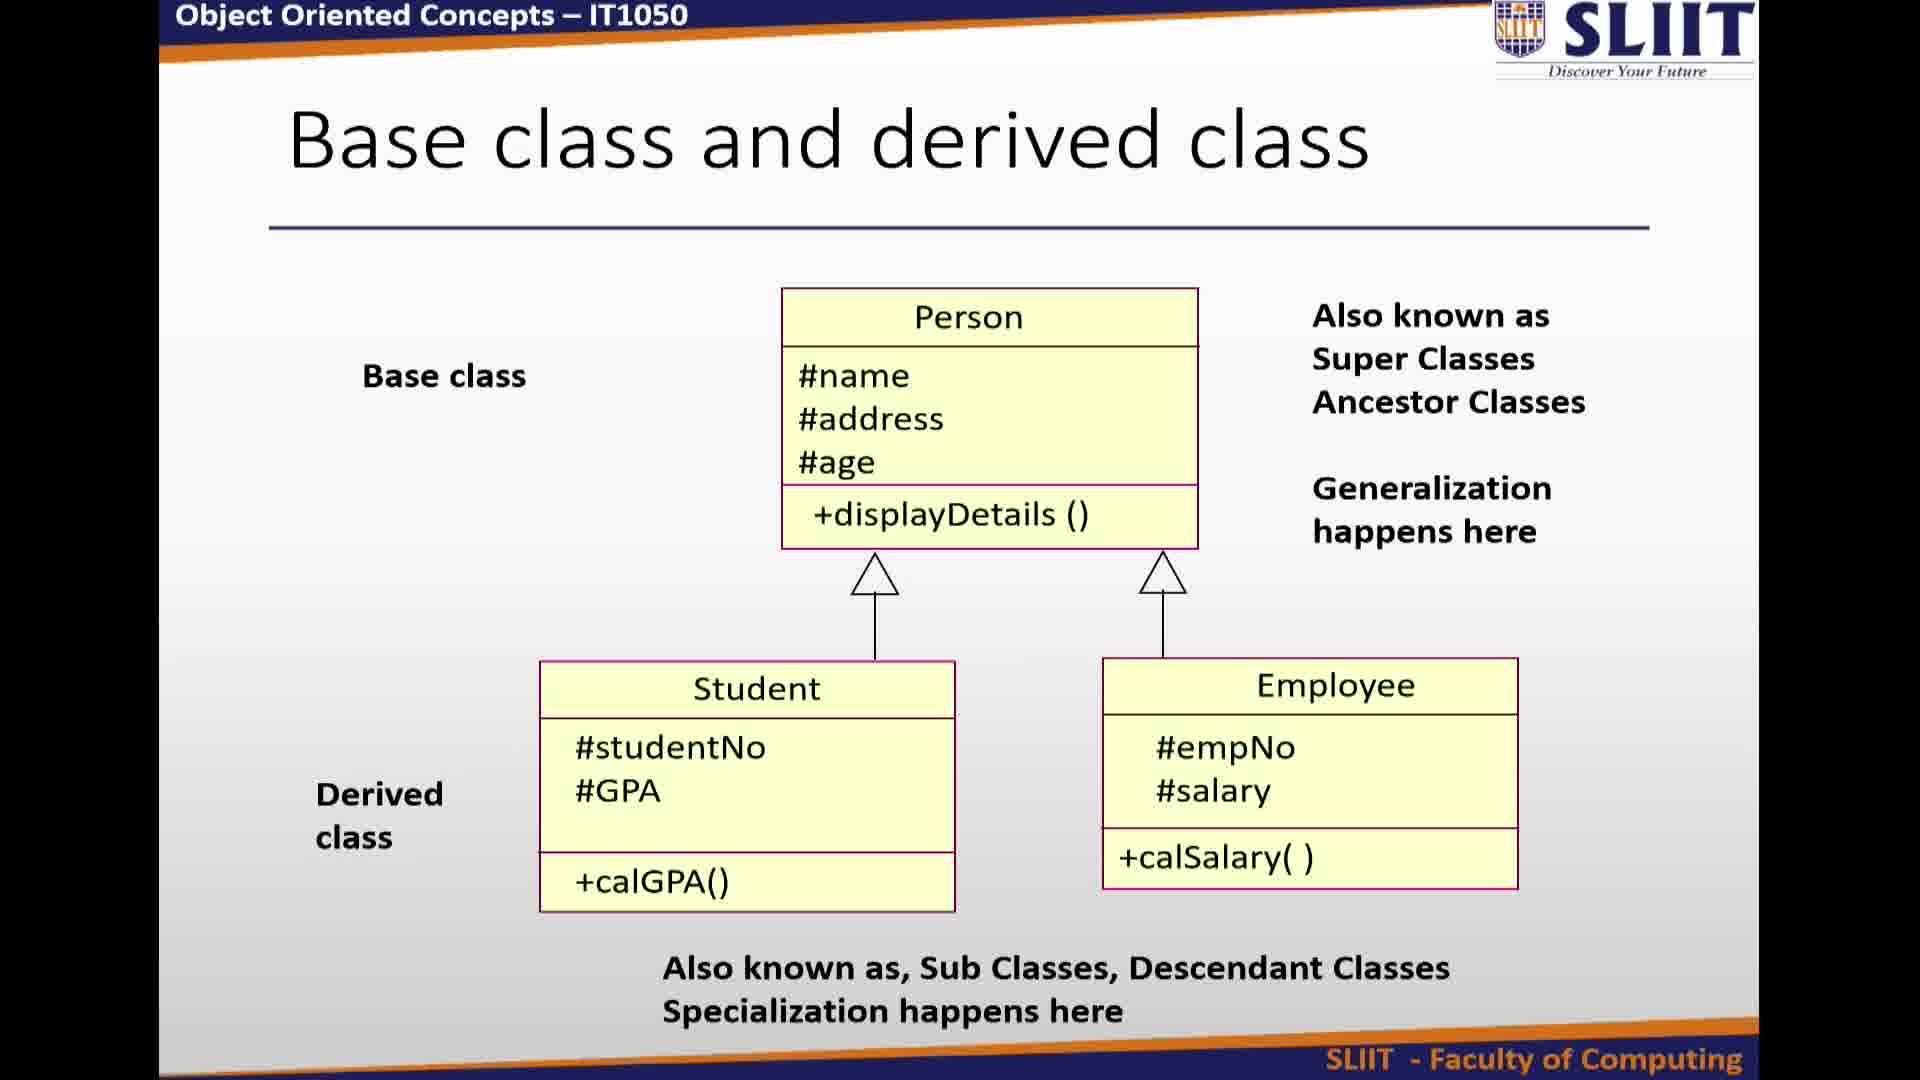 Object Oriented Concepts – IT1050
SLIIT
SLIIT
Discover Your Future
Base class and derived class
Person
Also known as
Super Classes
Ancestor Classes
Base class
#name
#address
#age
Generalization
happens here
+displayDetails ()
Student
Employee
#studentNo
#GPA
#empNo
#salary
Derived
class
+calGPA()
+calSalary( )
Also known as, Sub Classes, Descendant Classes
Specialization happens here
SLIIT - Faculty of Computing